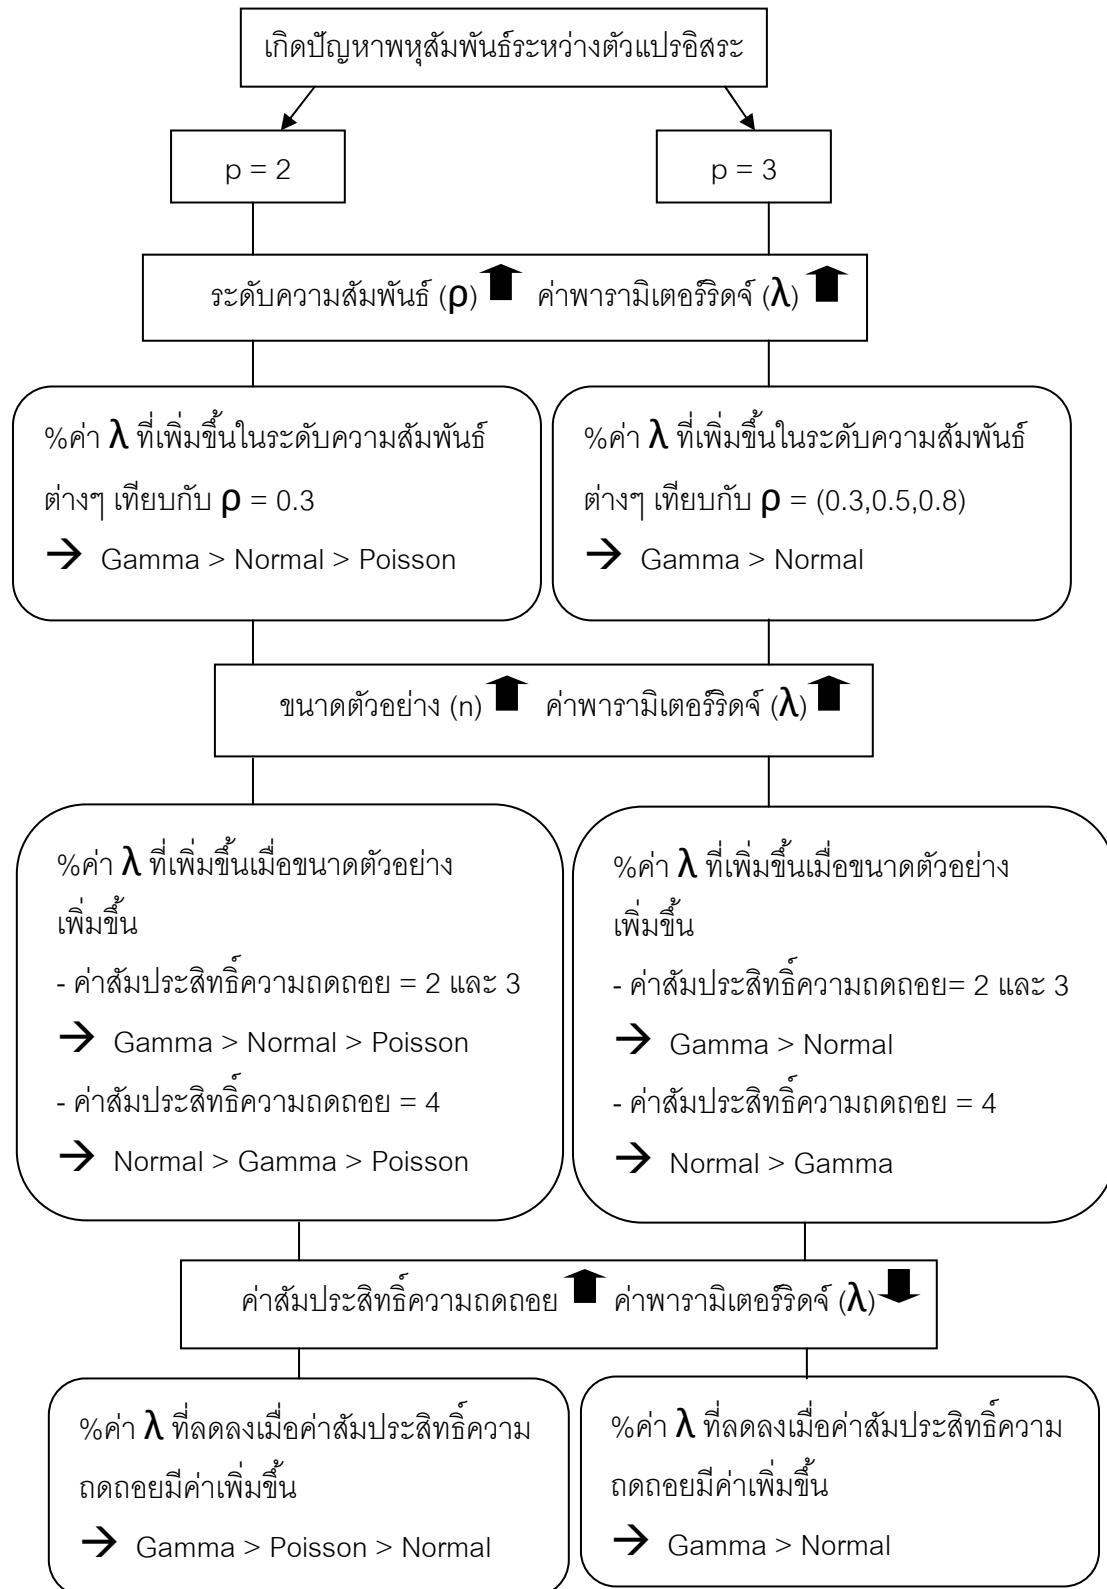 เกิดปัญหาพหุสัมพันธ์ระหว่างตัวแปรอิสระ
p = 2
p = 3
ระดับความสัมพันธ์ (ρ) ค่าพารามิเตอร์ริดจ์ (λ)
%ค่า λ ที่เพิ่มขึ้นในระดับความสัมพันธ์
ต่างๆ เทียบกับ ρ = 0.3
→ Gamma > Normal > Poisson
%ค่า λ ที่เพิ่มขึ้นในระดับความสัมพันธ์
ต่างๆ เทียบกับ ρ = (0.3,0.5,0.8)
→ Gamma > Normal
ขนาดตัวอย่าง (n) ค่าพารามิเตอร์ริดจ์ (λ)
%ค่า λ ที่เพิ่มขึ้นเมื่อขนาดตัวอย่าง
เพิ่มขึ้น
- ค่าสัมประสิทธิ์ความถดถอย = 2 และ 3
→ Gamma > Normal > Poisson
- ค่าสัมประสิทธิ์ความถดถอย = 4
→ Normal > Gamma > Poisson
%ค่า λ ที่เพิ่มขึ้นเมื่อขนาดตัวอย่าง
เพิ่มขึ้น
- ค่าสัมประสิทธิ์ความถดถอย= 2 และ 3
→ Gamma > Normal
- ค่าสัมประสิทธิ์ความถดถอย = 4
→ Normal > Gamma
ค่าสัมประสิทธิ์ความถดถอย ค่าพารามิเตอร์ริดจ์ (λ)
%ค่า λ ที่ลดลงเมื่อค่าสัมประสิทธิ์ความ
ถดถอยมีค่าเพิ่มขึ้น
→ Gamma > Poisson > Normal
%ค่า λ ที่ลดลงเมื่อค่าสัมประสิทธิ์ความ
ถดถอยมีค่าเพิ่มขึ้น
→ Gamma > Normal